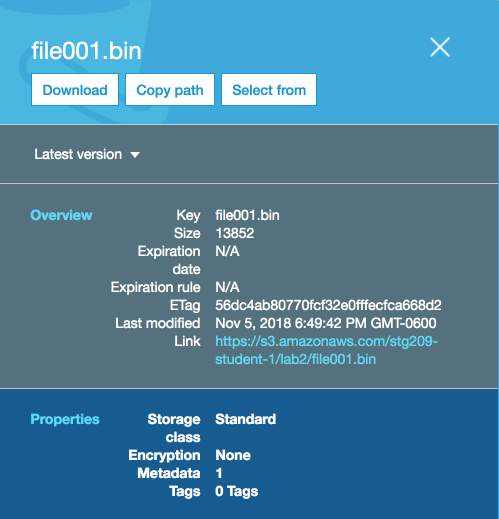 file001.bin
Download Copy path Select from
Latest version
Overview Key file001.bin
Size 13852
Expiration date N/A
Expiration rule N/A
ETag 56dc4ab80770fcf32e0fffecfca668d2
Last modified Nov 5, 2018 6:49:42 PM GMT-0600
Link https://s3.amazonaws.com/stg209-
student-1/lab2/file001.bin
Properties Storage class Standard
Encryption None
Metadata 1
Tags 0 Tags